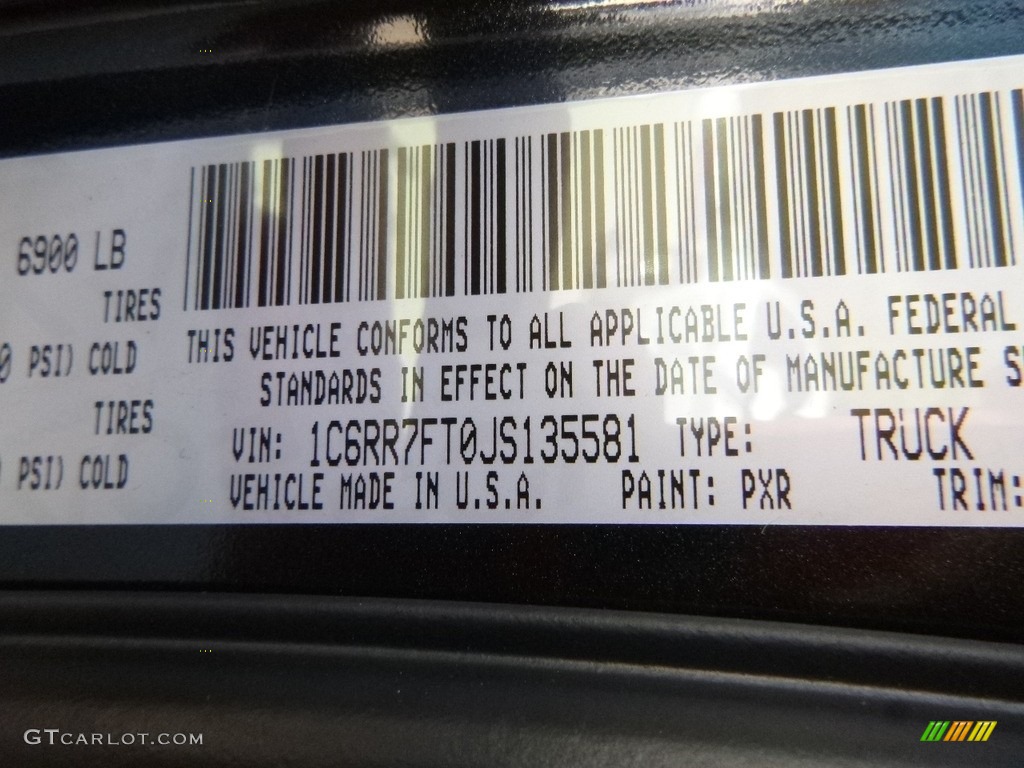 6900 LB
TIRES
0 PSI) COLD
TIRES
PSI) COLD
THIS VEHICLE CONFORMS TO ALL APPLICABLE U.S.A. FEDERAL
STANDARDS IN EFFECT ON THE DATE OF MANUFACTURE
VIN: 1C6RR7FT0JS135581 TYPE: TRUCK
VEHICLE MADE IN U.S.A. PAINT: PXR TRIM:
GTCARLOT.COM